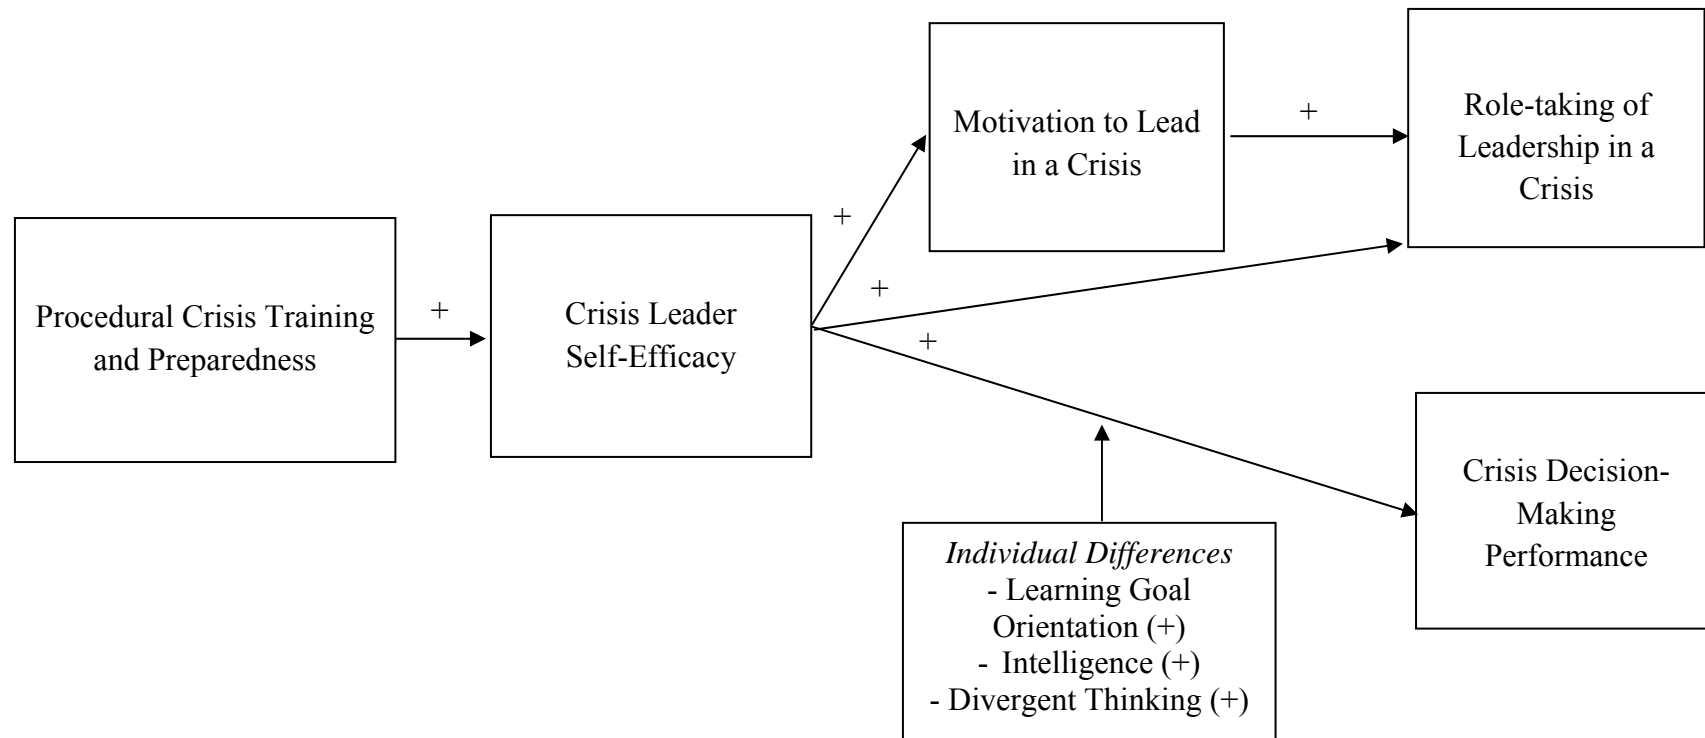 Procedural Crisis Training
and Preparedness
+
Crisis Leader
Self-Efficacy
+
+
+
Motivation to Lead
in a Crisis
+
Role-taking of
Leadership in a
Crisis
Individual Differences
- Learning Goal
Orientation (+)
- Intelligence (+)
- Divergent Thinking (+)
Crisis Decision-
Making
Performance